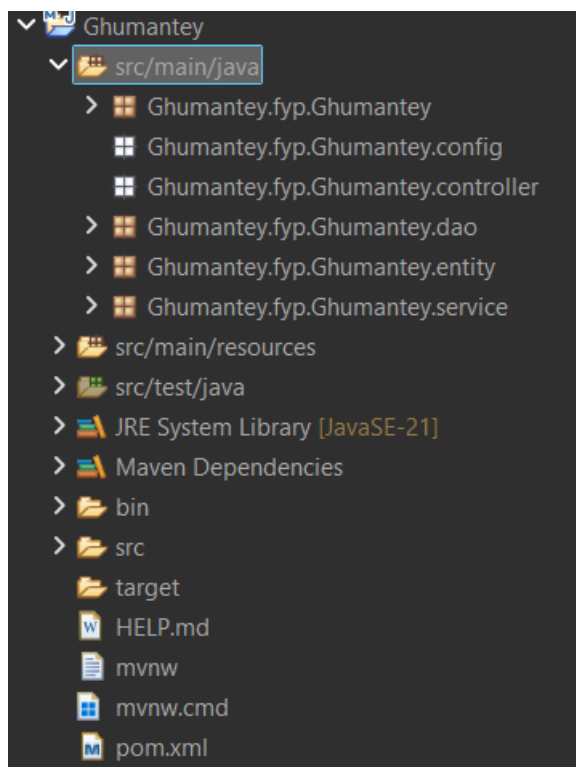 Ghumantey
src/main/java
Ghumantey.fyp.Ghumantey
Ghumantey.fyp.Ghumantey.config
Ghumantey.fyp.Ghumantey.controller
Ghumantey.fyp.Ghumantey.dao
Ghumantey.fyp.Ghumantey.entity
Ghumantey.fyp.Ghumantey.service
src/main/resources
src/test/java
JRE System Library [JavaSE-21]
Maven Dependencies
bin
src
target
HELP.md
mvnw
mvnw.cmd
pom.xml